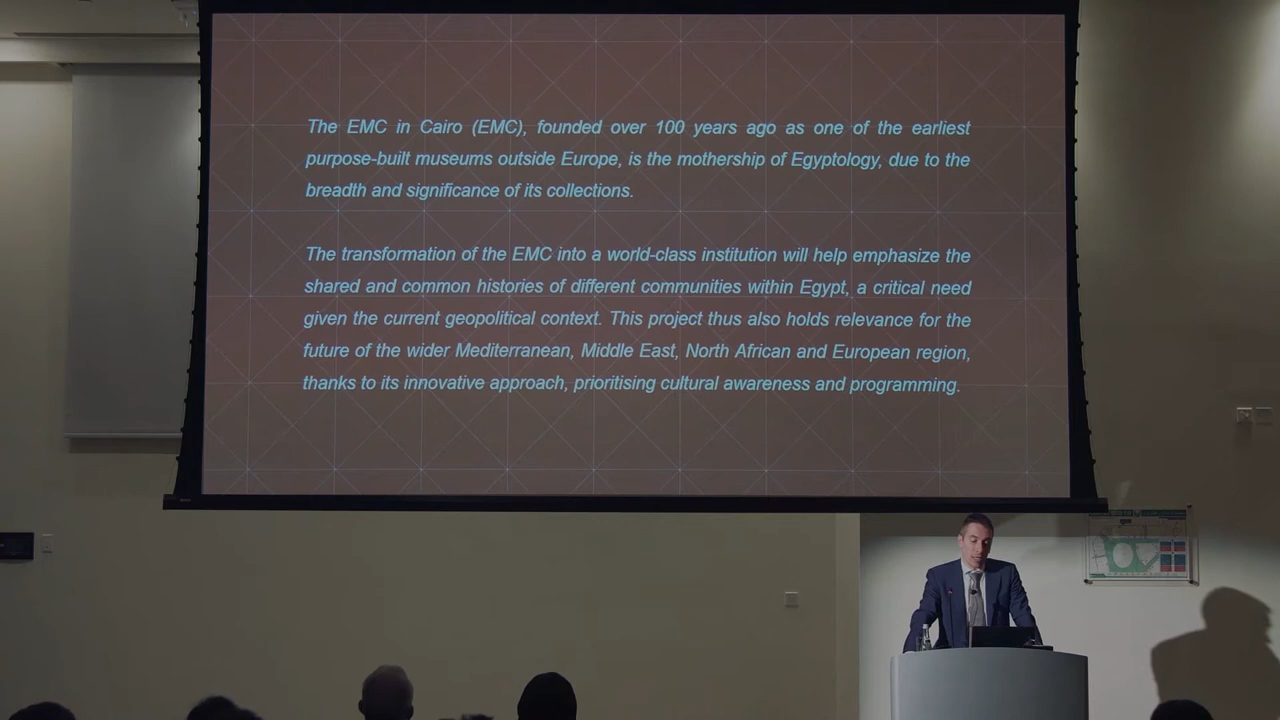 The EMC in Cairo (EMC), founded over 100 years ago as one of the earliest
purpose-built museums outside Europe, is the mothership of Egyptology, due to the
breadth and significance of its collections.
The transformation of the EMC into a world-class institution will help emphasize the
shared and common histories of different communities within Egypt, a critical need
given the current geopolitical context. This project thus also holds relevance for the
future of the wider Mediterranean, Middle East, North African and European region,
thanks to its innovative approach, prioritising cultural awareness and programming.